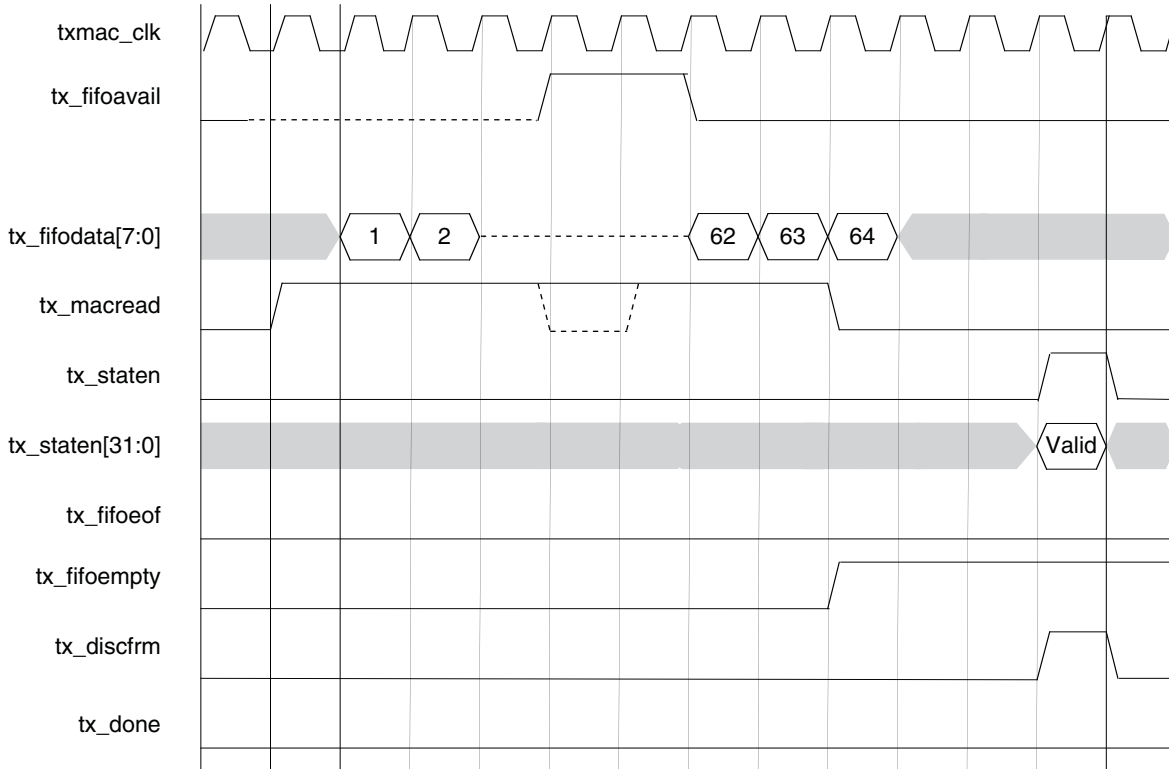 txmac_clk
tx_fifoavail
tx_fifodata[7:0] 1 2 62 63 64
tx_macread
tx_staten
tx_staten[31:0] Valid
tx_fifoeof
tx_fifoempty
tx_discfrm
tx_done